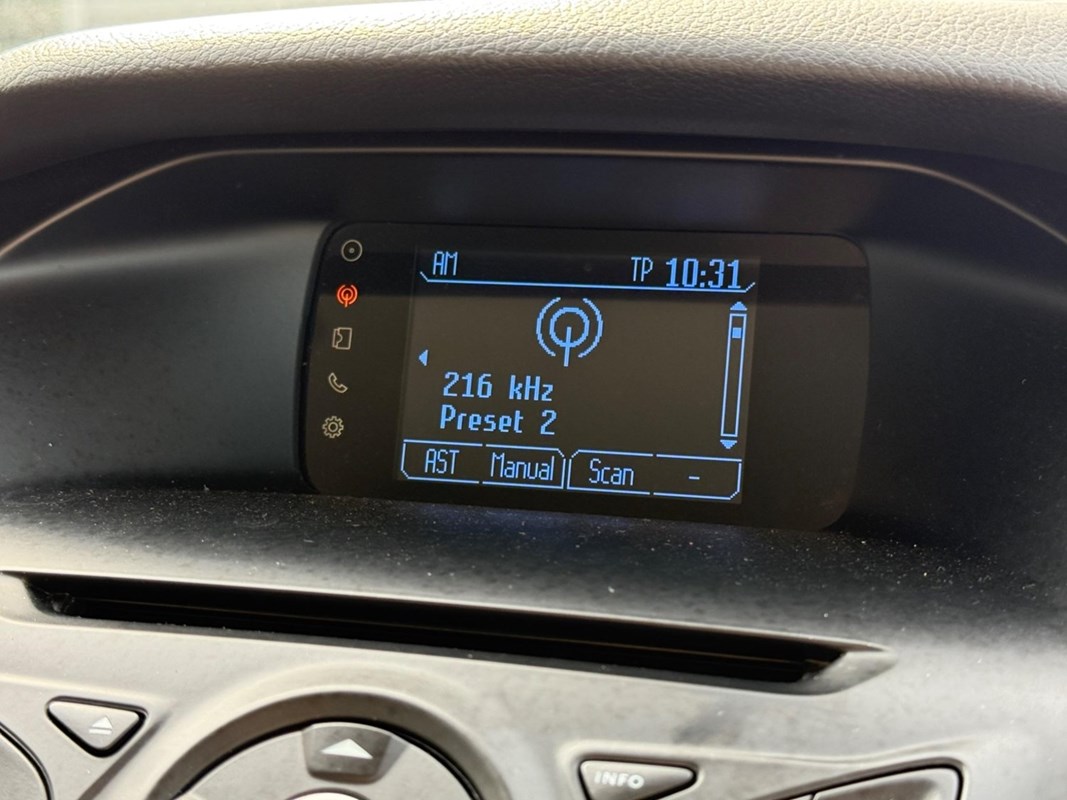 AM TP 10:31
216 kHz
Preset 2
AST Manual Scan -
INFO